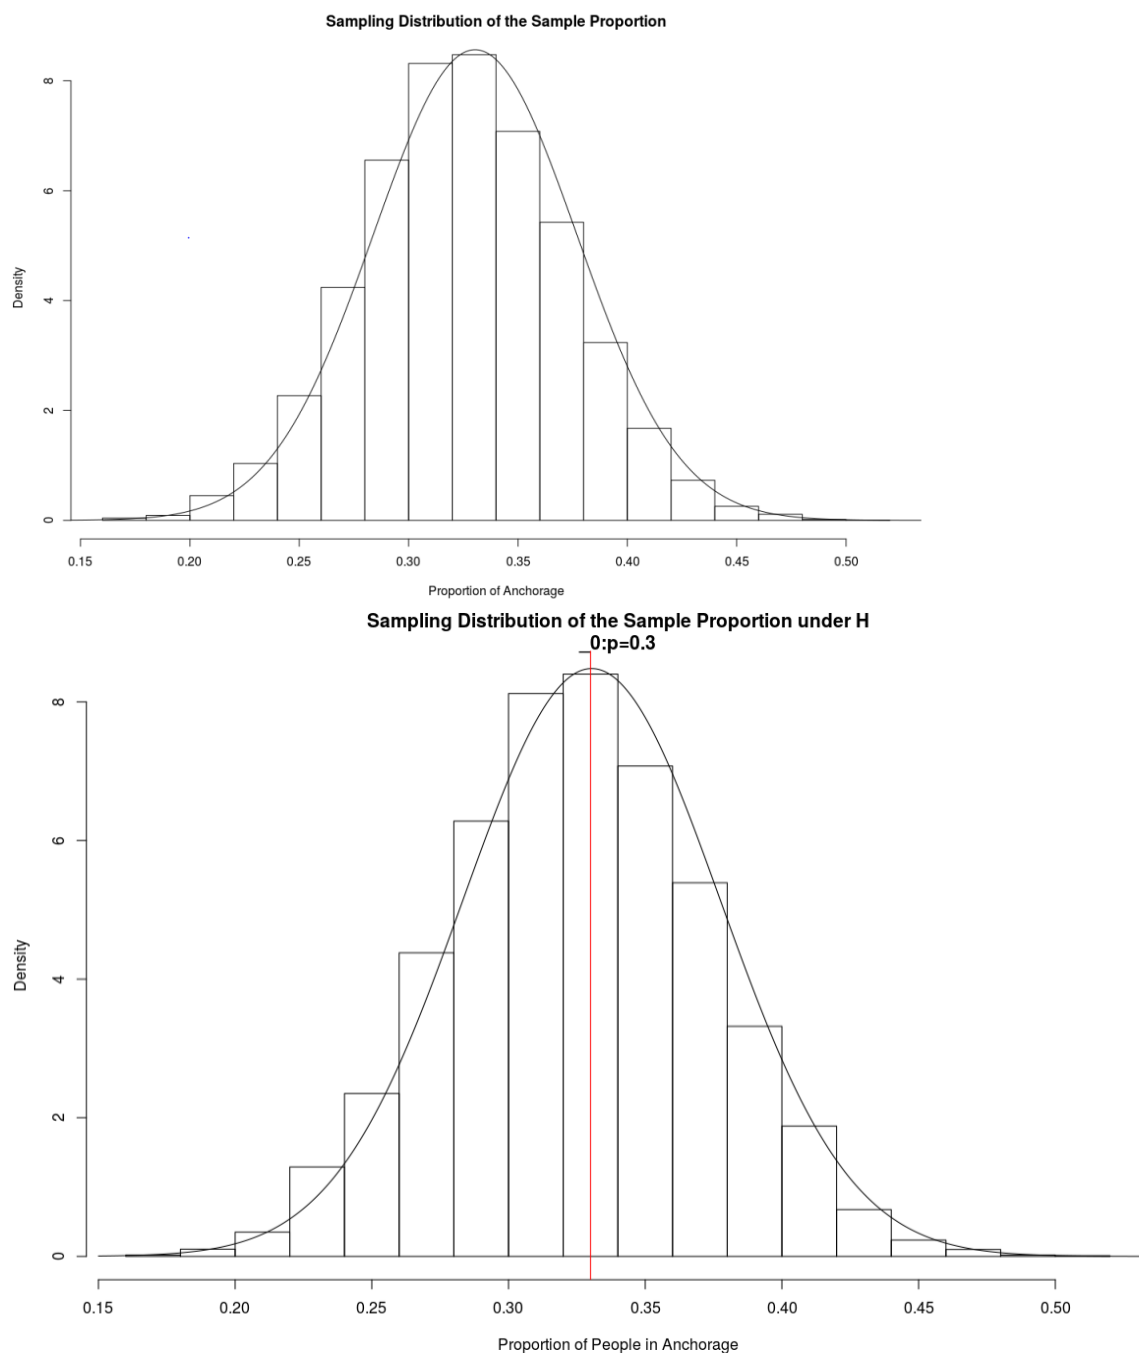 Sampling Distribution of the Sample Proportion
8
6
4
2
0
Density
0.15 0.20 0.25 0.30 0.35 0.40 0.45 0.50
Proportion of Anchorage
Sampling Distribution of the Sample Proportion under H
_0:p=0.3
8
6
4
2
0
Density
0.15 0.20 0.25 0.30 0.35 0.40 0.45 0.50
Proportion of People in Anchorage